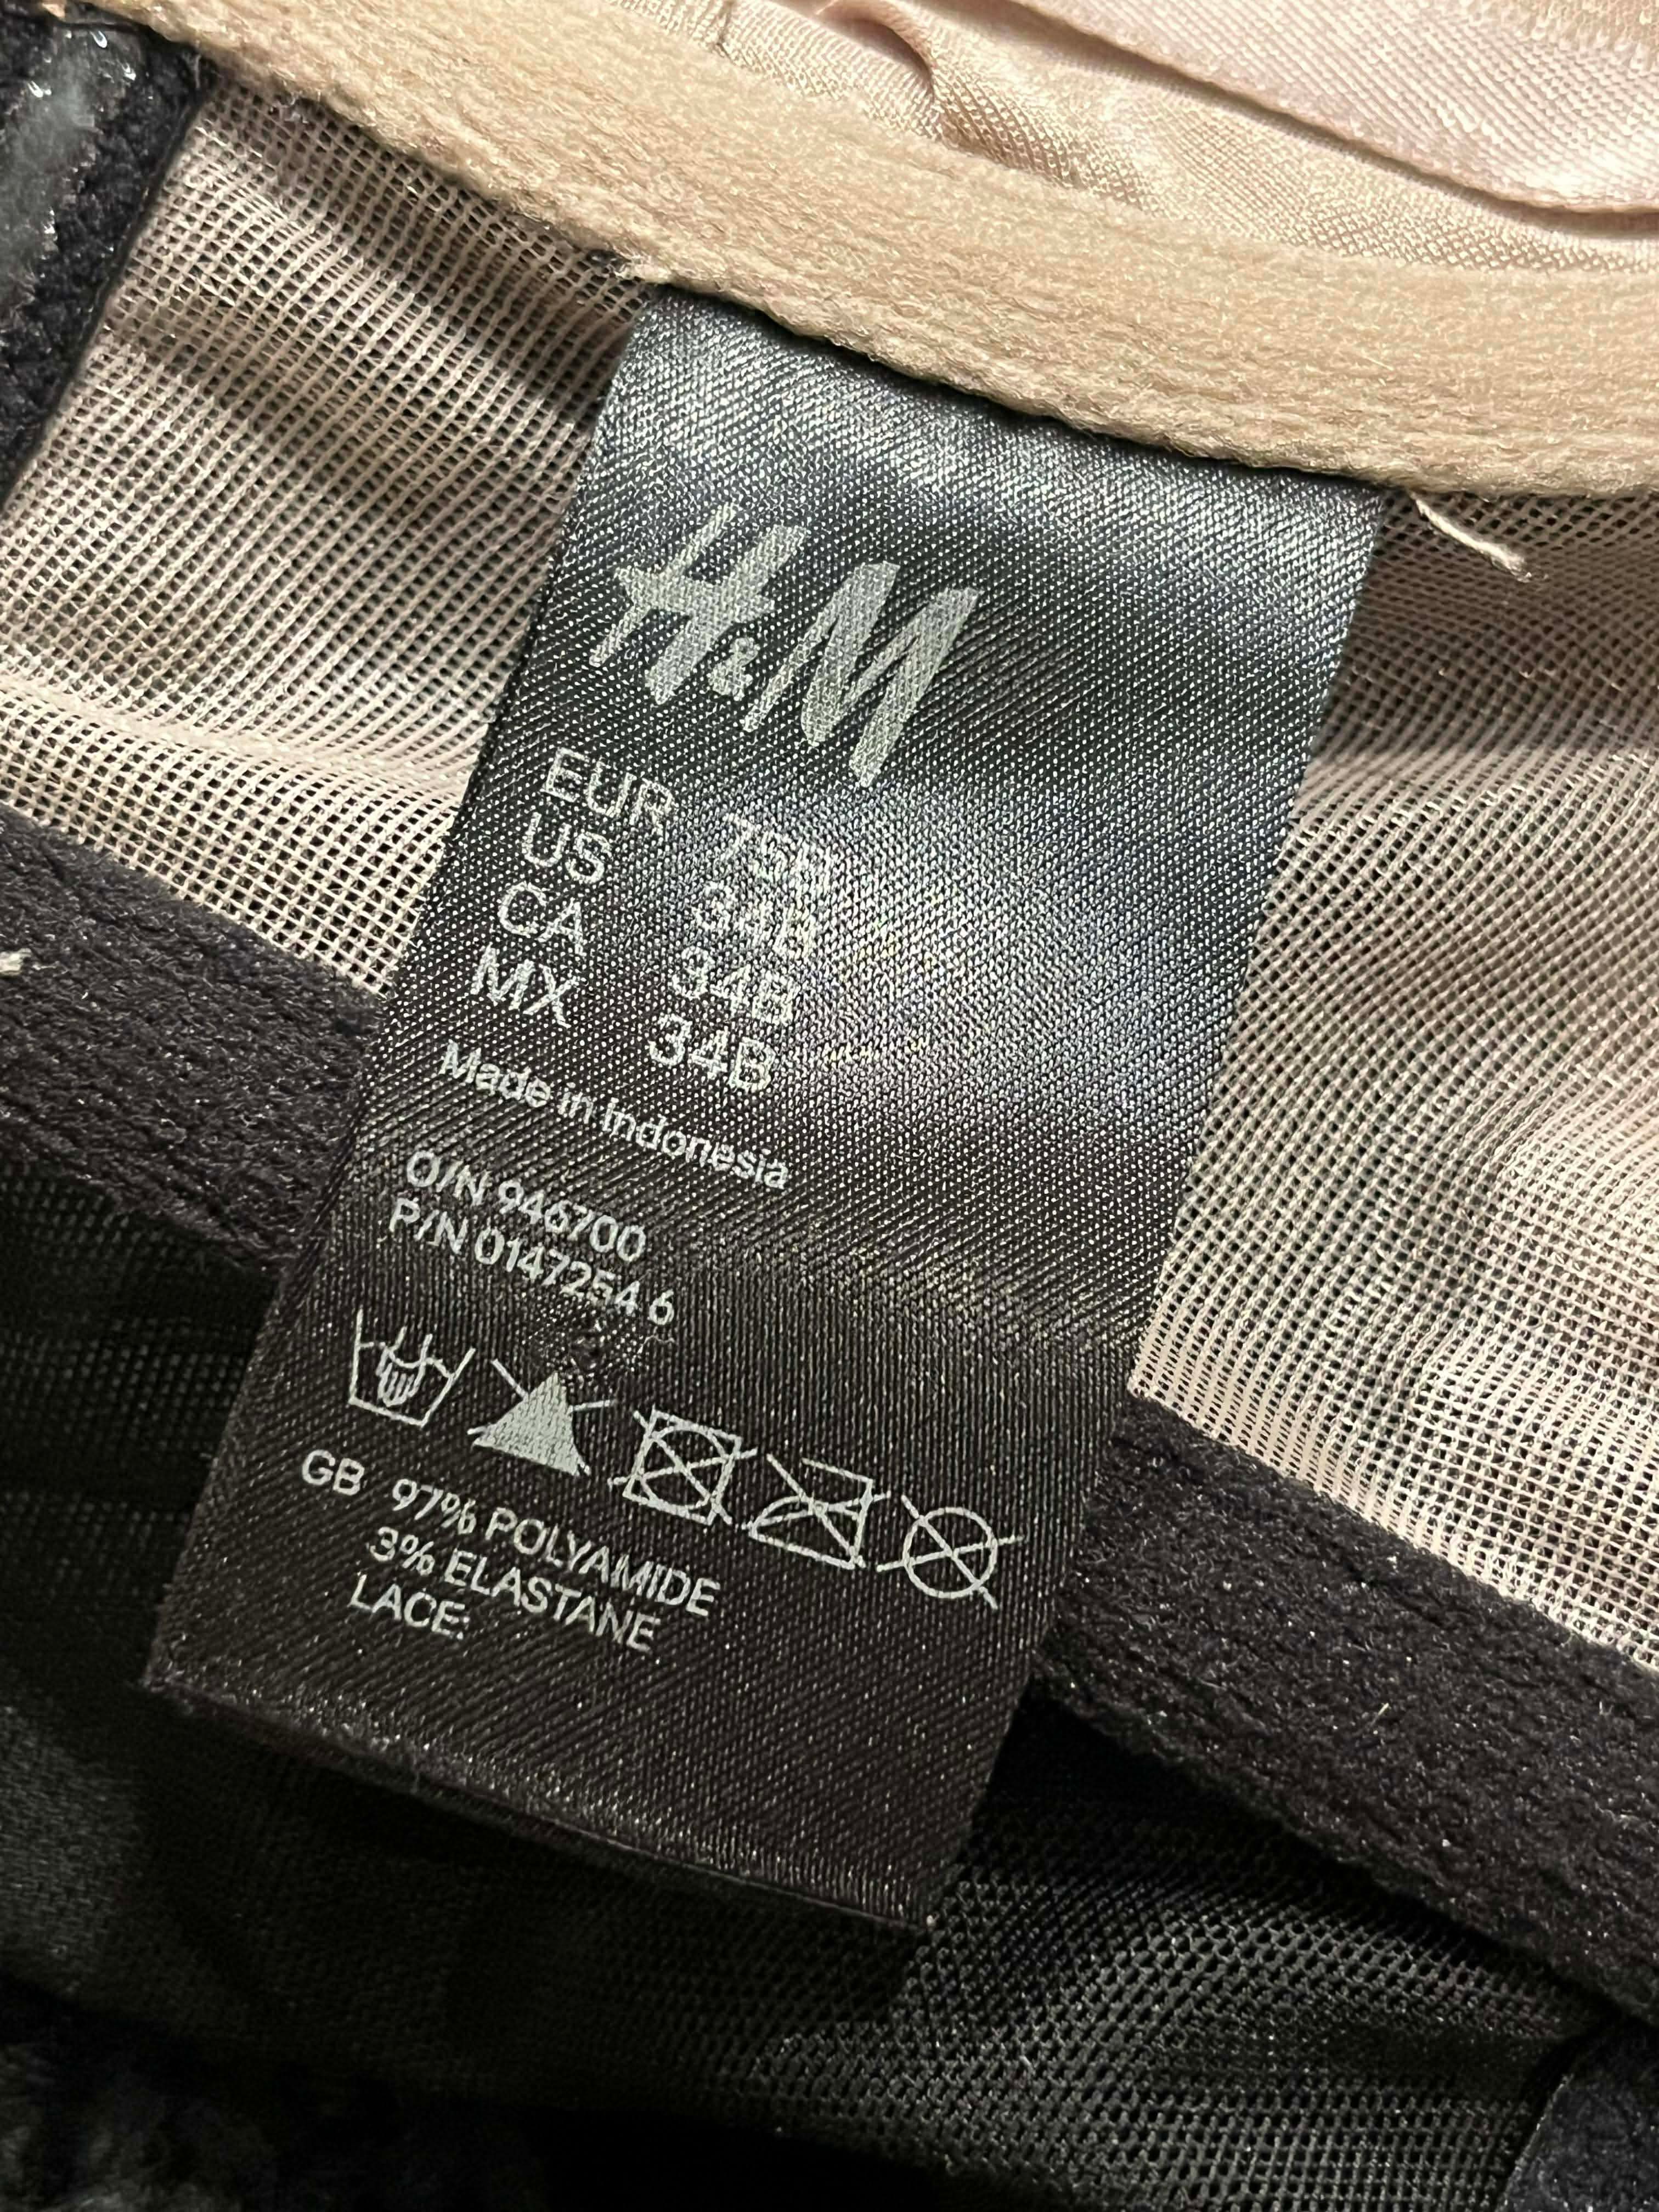 H&M
EUR 75B
US 34B
CA 34B
MX 34B
Made in Indonesia
O/N 946700
P/N 0147254 6
GB 97% POLYAMIDE
3% ELASTANE
LACE: